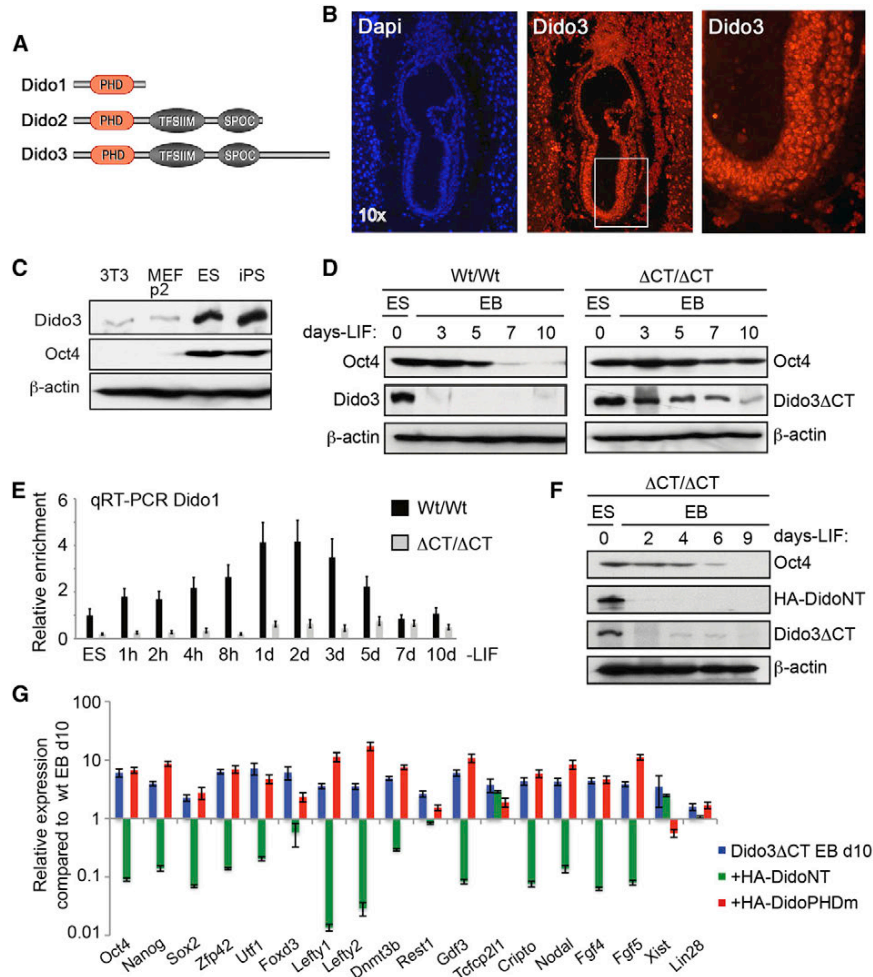 A
Dido1 PHD
Dido2 PHD TFSIIM SPOC
Dido3 PHD TFSIIM SPOC
B
Dapi Dido3 Dido3
10x
C
3T3 MEF p2 ES iPS
Dido3
Oct4
β-actin
D
Wt/Wt ΔCT/ΔCT
ES EB ES EB
days-LIF: 0 3 5 7 10 0 3 5 7 10
Oct4 Oct4
Dido3 Dido3ΔCT
β-actin β-actin
E
qRT-PCR Dido1
Wt/Wt
ΔCT/ΔCT
Relative enrichment
6
4
2
0
ES 1h 2h 4h 8h 1d 2d 3d 5d 7d 10d -LIF
F
ΔCT/ΔCT
ES EB
0 2 4 6 9 days-LIF:
Oct4
HA-DidoNT
Dido3ΔCT
β-actin
G
Relative expression
compared to wt EB d10
100
10
1
0.1
0.01
Oct4 Nanog Sox2 Zfp42 Utf1 Foxd3 Lefty1 Lefty2 Dnmt3b Rest1 Gdf3 Tcfcp2l1 Cripto Nodal Fgf4 Fgf5 Xist Lin28
Dido3ΔCT EB d10
+HA-DidoNT
+HA-DidoPHDm